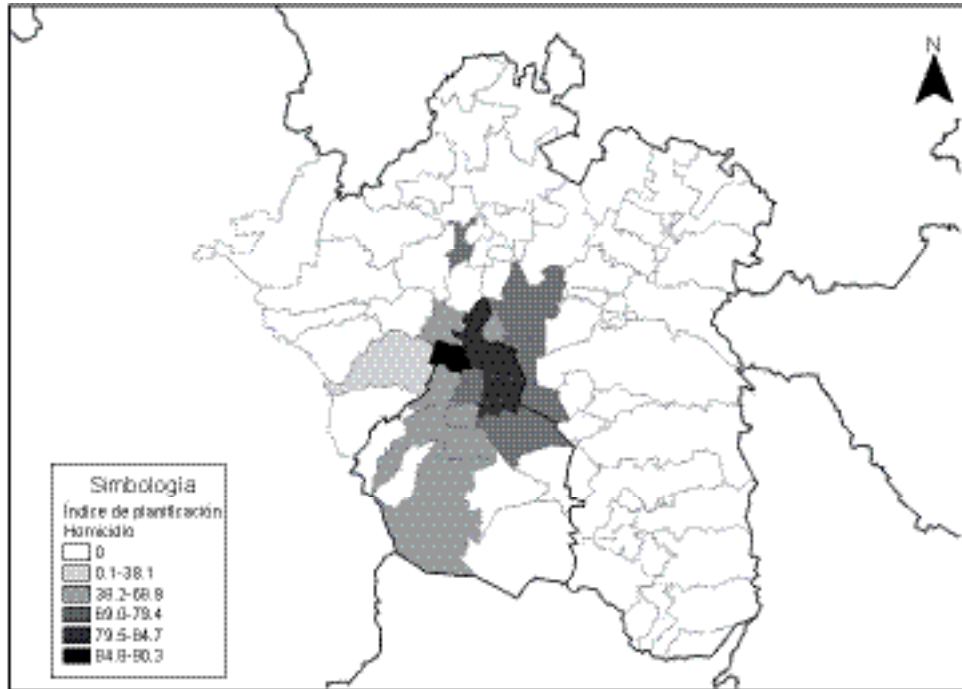 N
Simbología
Índice de planificación
Homicidio
0
0.1-38.1
38.2-68.9
69.0-79.4
79.5-84.7
84.8-90.3